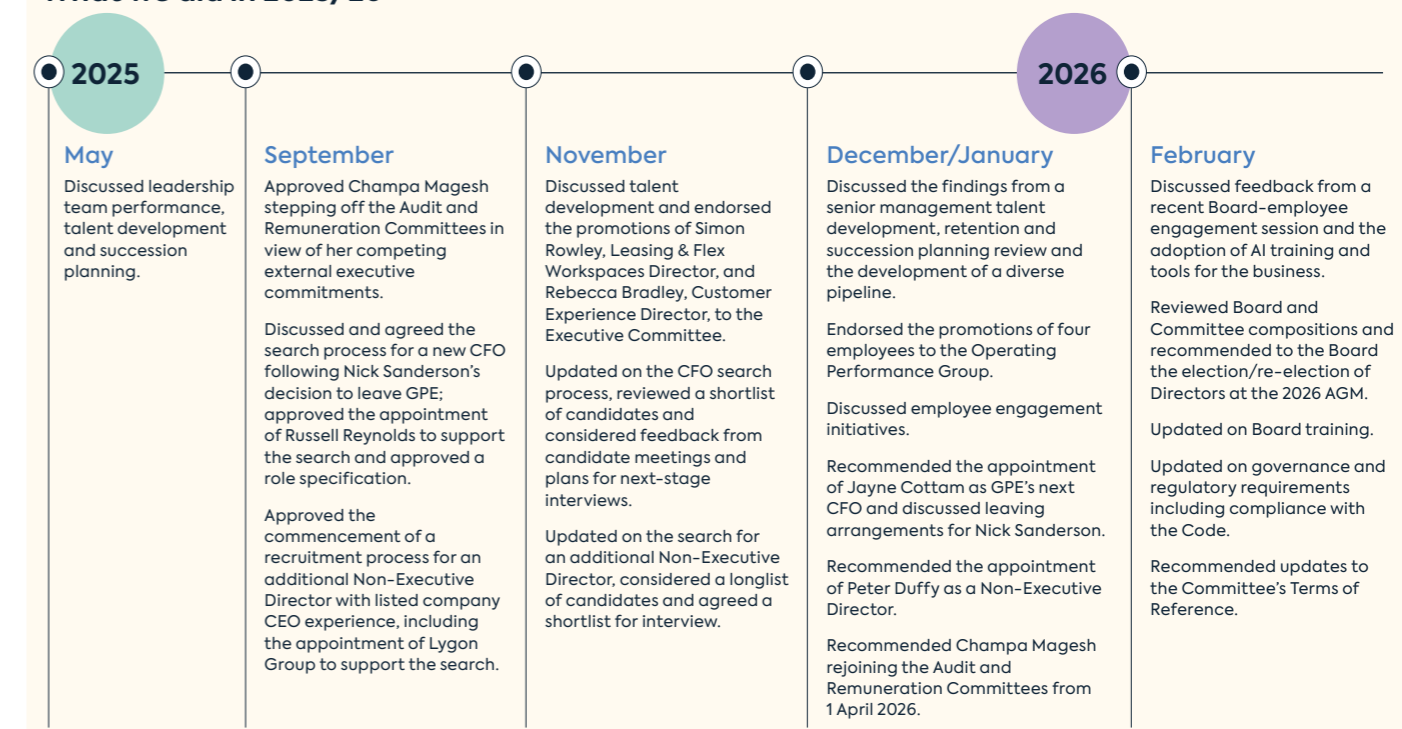 2025
2026
May
Discussed leadership
team performance,
talent development
and succession
planning.
September
Approved Champa Magesh
stepping off the Audit and
Remuneration Committees in
view of her competing
external executive
commitments.
Discussed and agreed the
search process for a new CFO
following Nick Sanderson's
decision to leave GPE;
approved the appointment
of Russell Reynolds to support
the search and approved a
role specification.
Approved the
commencement of a
recruitment process for an
additional Non-Executive
Director with listed company
CEO experience, including
the appointment of Lygon
Group to support the search.
November
Discussed talent
development and endorsed
the promotions of Simon
Rowley, Leasing & Flex
Workspaces Director, and
Rebecca Bradley, Customer
Experience Director, to the
Executive Committee.
Updated on the CFO search
process, reviewed a shortlist
of candidates and
considered feedback from
candidate meetings and
plans for next-stage
interviews.
Updated on the search for
an additional Non-Executive
Director, considered a longlist
of candidates and agreed a
shortlist for interview.
December/January
Discussed the findings from a
senior management talent
development, retention and
succession planning review and
the development of a diverse
pipeline.
Endorsed the promotions of four
employees to the Operating
Performance Group.
Discussed employee engagement
initiatives.
Recommended the appointment
of Jayne Cottam as GPE's next
CFO and discussed leaving
arrangements for Nick Sanderson.
Recommended the appointment
of Peter Duffy as a Non-Executive
Director.
Recommended Champa Magesh
rejoining the Audit and
Remuneration Committees from
1 April 2026.
February
Discussed feedback from a
recent Board-employee
engagement session and the
adoption of AI training and
tools for the business.
Reviewed Board and
Committee compositions and
recommended to the Board
the election/re-election of
Directors at the 2026 AGM.
Updated on Board training.
Updated on governance and
regulatory requirements
including compliance with
the Code.
Recommended updates to
the Committee's Terms of
Reference.